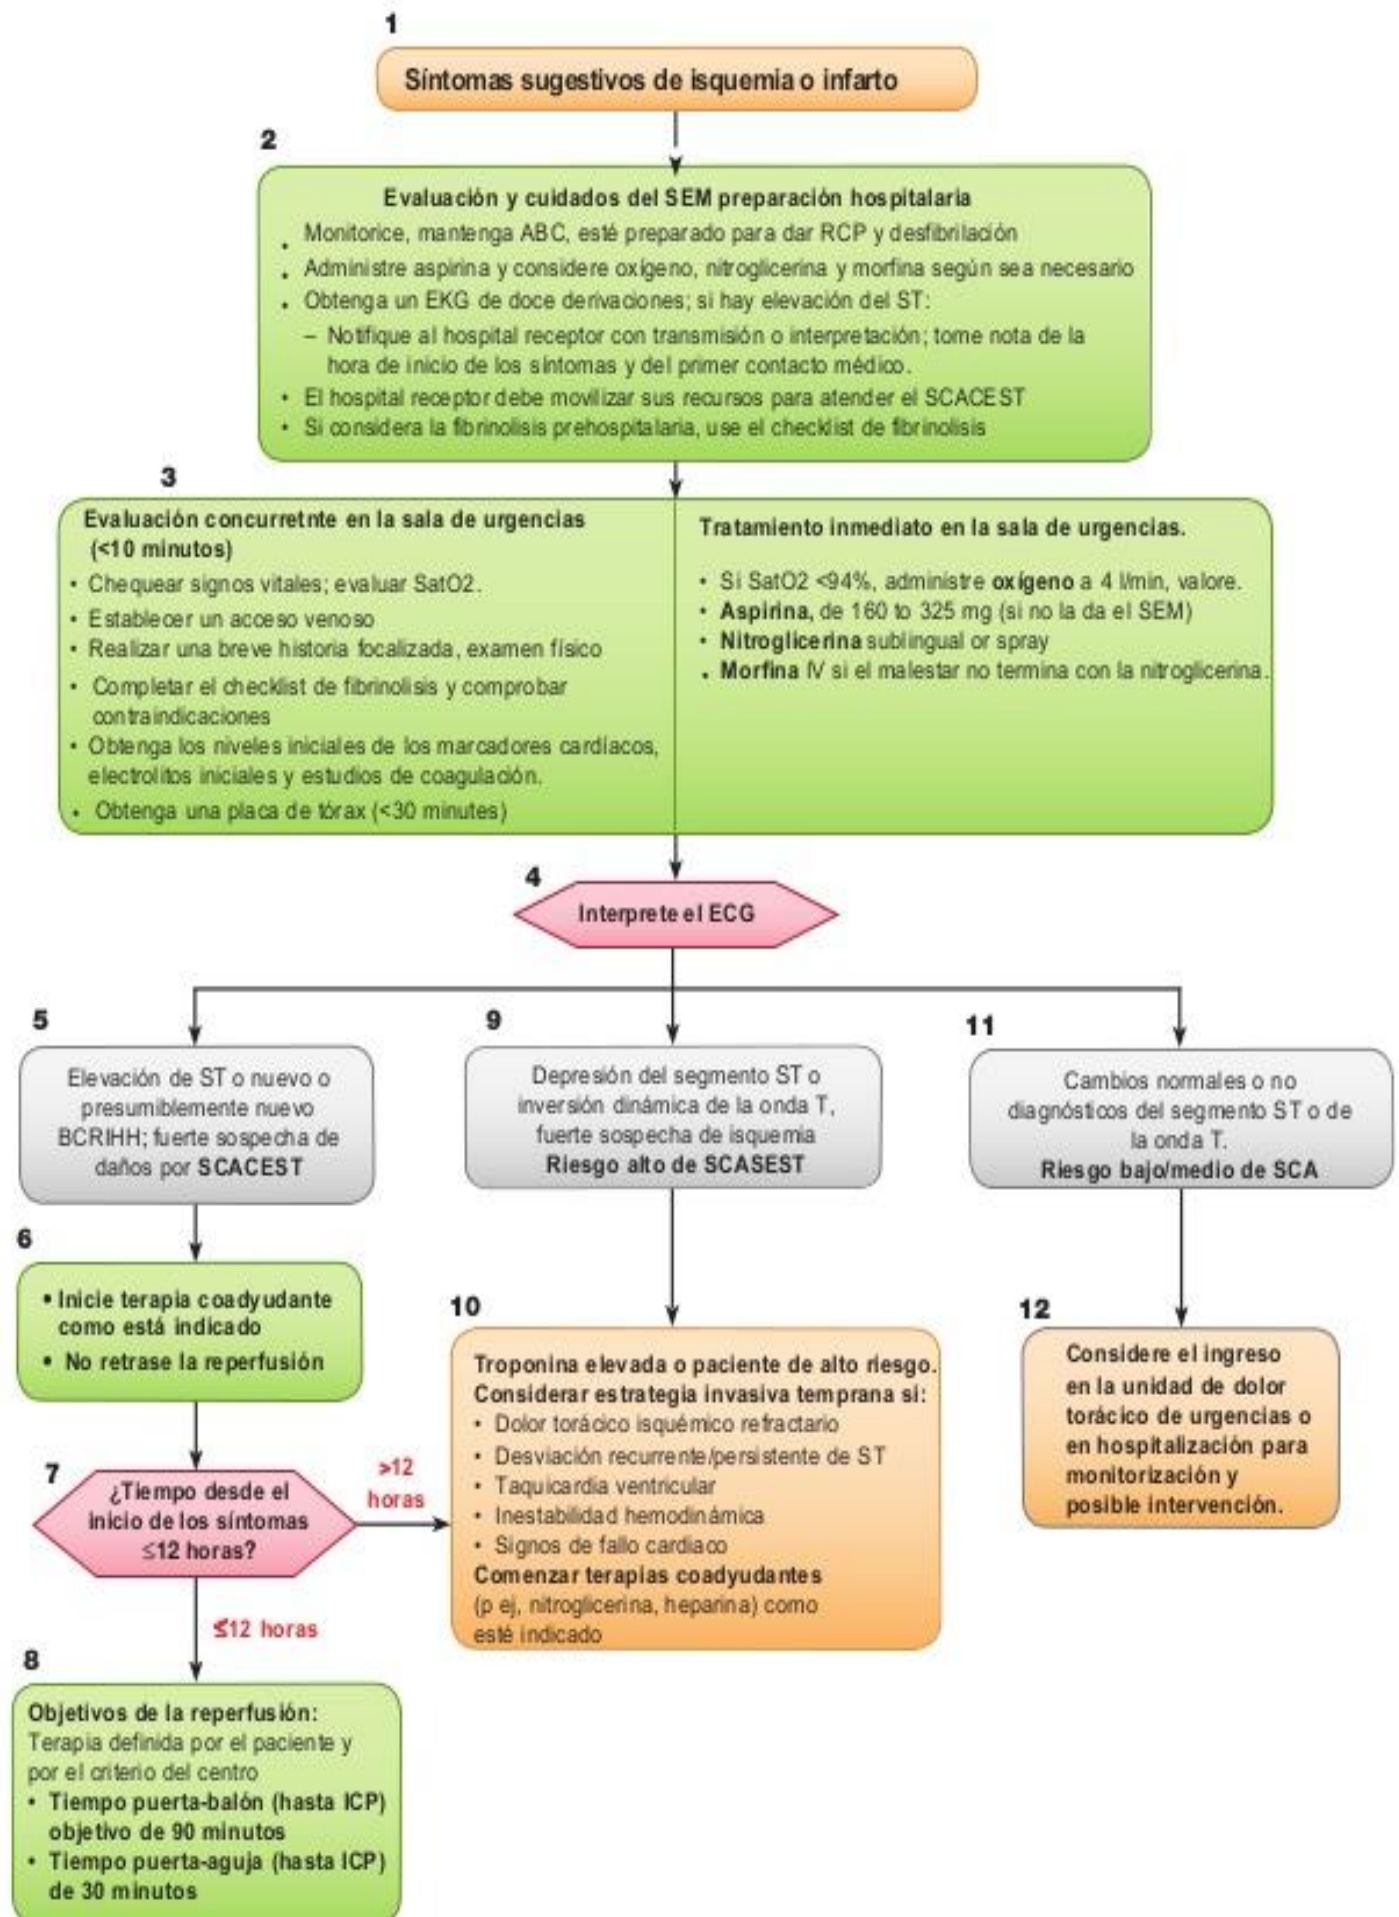 1
Síntomas sugestivos de isquemia o infarto
2
Evaluación y cuidados del SEM preparación hospitalaria
. Monitorice, mantenga ABC, esté preparado para dar RCP y desfibrilación
. Administre aspirina y considere oxígeno, nitroglicerina y morfina según sea necesario
. Obtenga un EKG de doce derivaciones; si hay elevación del ST:
– Notifique al hospital receptor con transmisión o interpretación; tome nota de la
hora de inicio de los síntomas y del primer contacto médico.
• El hospital receptor debe movilizar sus recursos para atender el SCACEST
• Si considera la fibrinolisis prehospitalaria, use el checklist de fibrinolisis
3
Evaluación concurretnte en la sala de urgencias
(<10 minutos)
• Chequear signos vitales; evaluar SatO2.
• Establecer un acceso venoso
• Realizar una breve historia focalizada, examen físico
• Completar el checklist de fibrinolisis y comprobar
contraindicaciones
• Obtenga los niveles iniciales de los marcadores cardíacos,
electrolitos iniciales y estudios de coagulación.
• Obtenga una placa de tórax (<30 minutes)
Tratamiento inmediato en la sala de urgencias.
• Si SatO2 <94%, administre oxígeno a 4 l/min, valore.
• Aspirina, de 160 to 325 mg (si no la da el SEM)
• Nitroglicerina sublingual or spray
. Morfina IV si el malestar no termina con la nitroglicerina.
4
Interprete el ECG
5
Elevación de ST o nuevo o
presumiblemente nuevo
BCRIHH; fuerte sospecha de
daños por SCACEST
9
Depresión del segmento ST o
inversión dinámica de la onda T,
fuerte sospecha de isquemia
Riesgo alto de SCASEST
11
Cambios normales o no
diagnósticos del segmento ST o de
la onda T.
Riesgo bajo/medio de SCA
6
• Inicie terapia coadyudante
como está indicado
• No retrase la reperfusión
10
Troponina elevada o paciente de alto riesgo.
Considerar estrategia invasiva temprana si:
• Dolor torácico isquémico refractario
• Desviación recurrente/persistente de ST
• Taquicardia ventricular
• Inestabilidad hemodinámica
• Signos de fallo cardiaco
Comenzar terapias coadyudantes
(p ej, nitroglicerina, heparina) como
esté indicado
12
Considere el ingreso
en la unidad de dolor
torácico de urgencias o
en hospitalización para
monitorización y
posible intervención.
7
¿Tiempo desde el
inicio de los síntomas
≤12 horas?
>12
horas
≤12 horas
8
Objetivos de la reperfusión:
Terapia definida por el paciente y
por el criterio del centro
• Tiempo puerta-balón (hasta ICP)
objetivo de 90 minutos
• Tiempo puerta-aguja (hasta ICP)
de 30 minutos